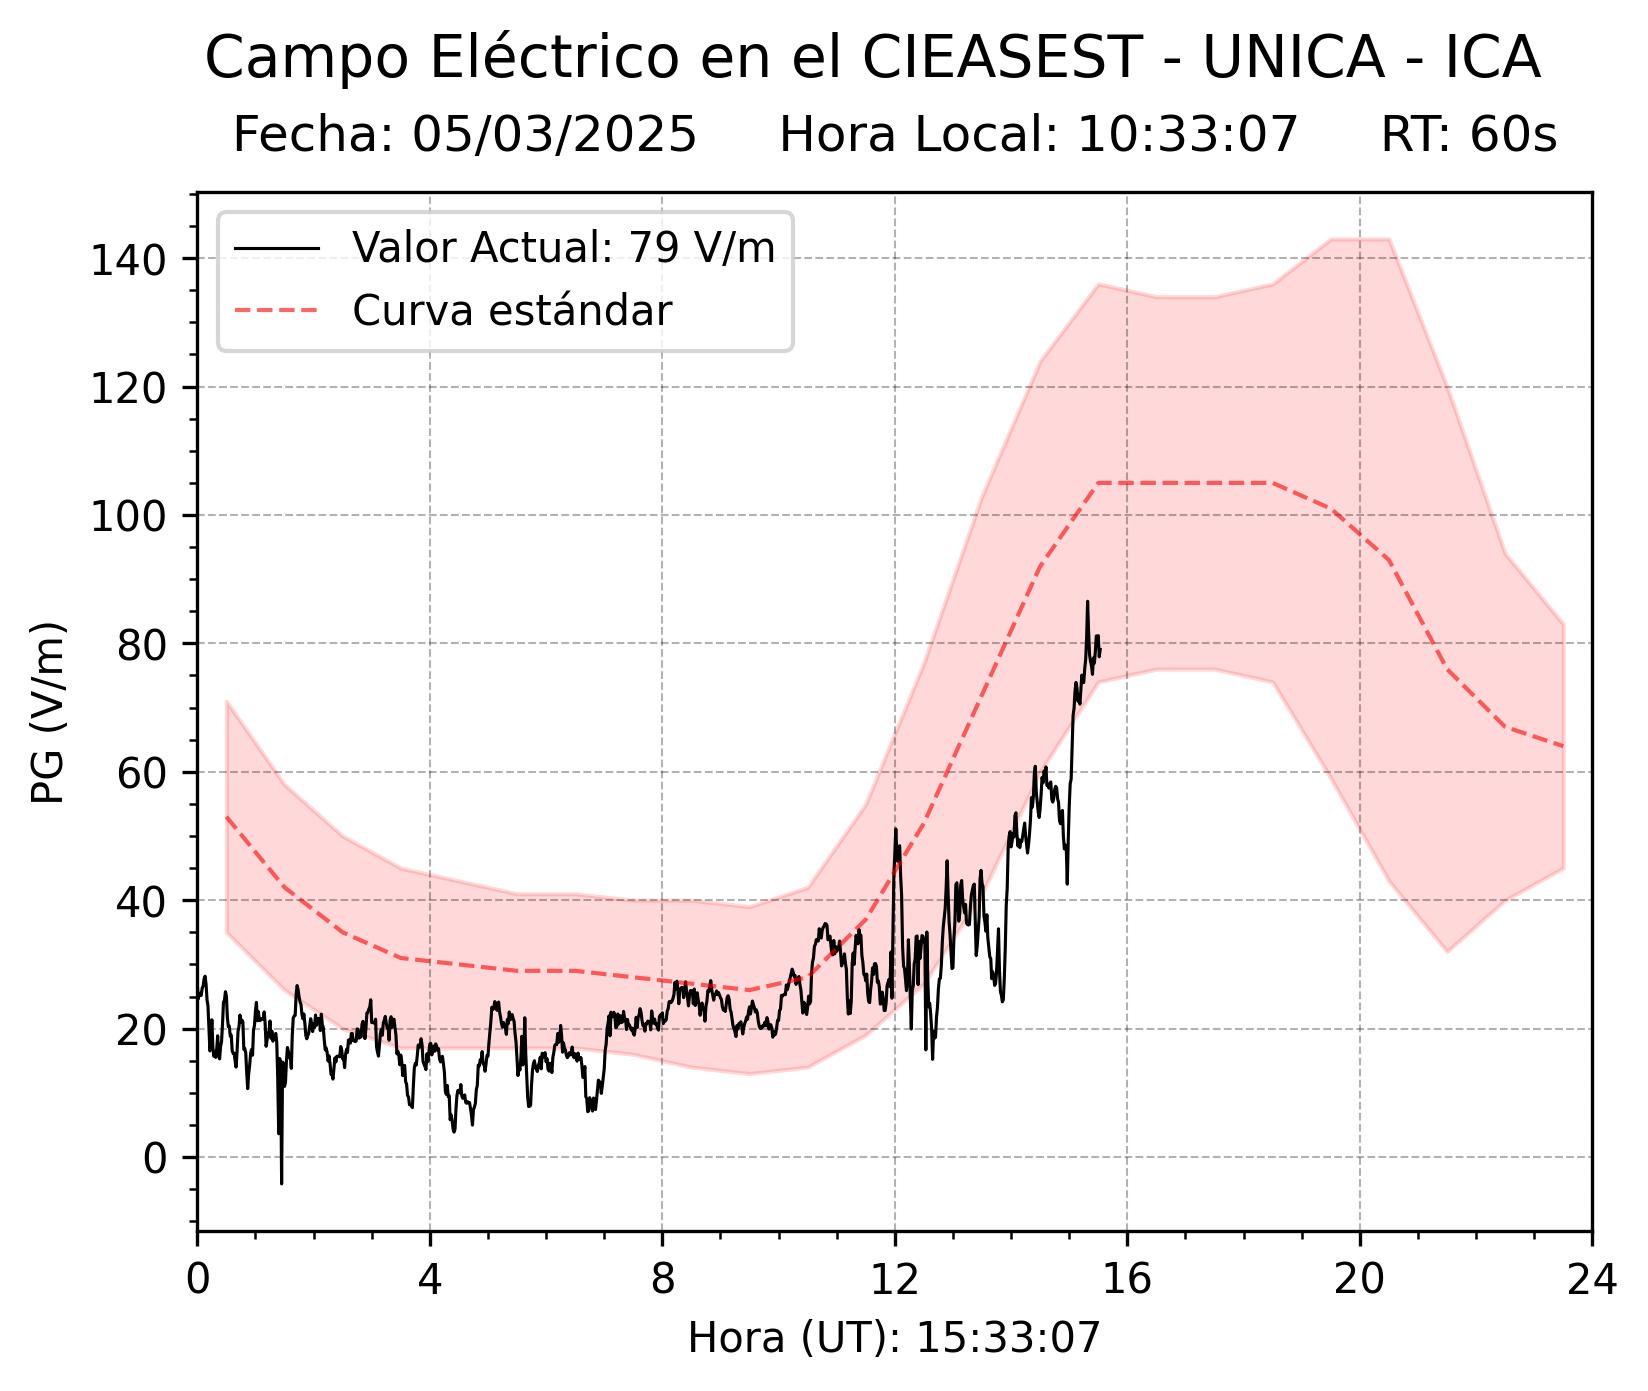 Campo Eléctrico en el CIEASEST - UNICA - ICA
Fecha: 05/03/2025 Hora Local: 10:33:07 RT: 60s
Valor Actual: 79 V/m
Curva estándar
PG (V/m)
140
120
100
80
60
40
20
0
0 4 8 12 16 20 24
Hora (UT): 15:33:07